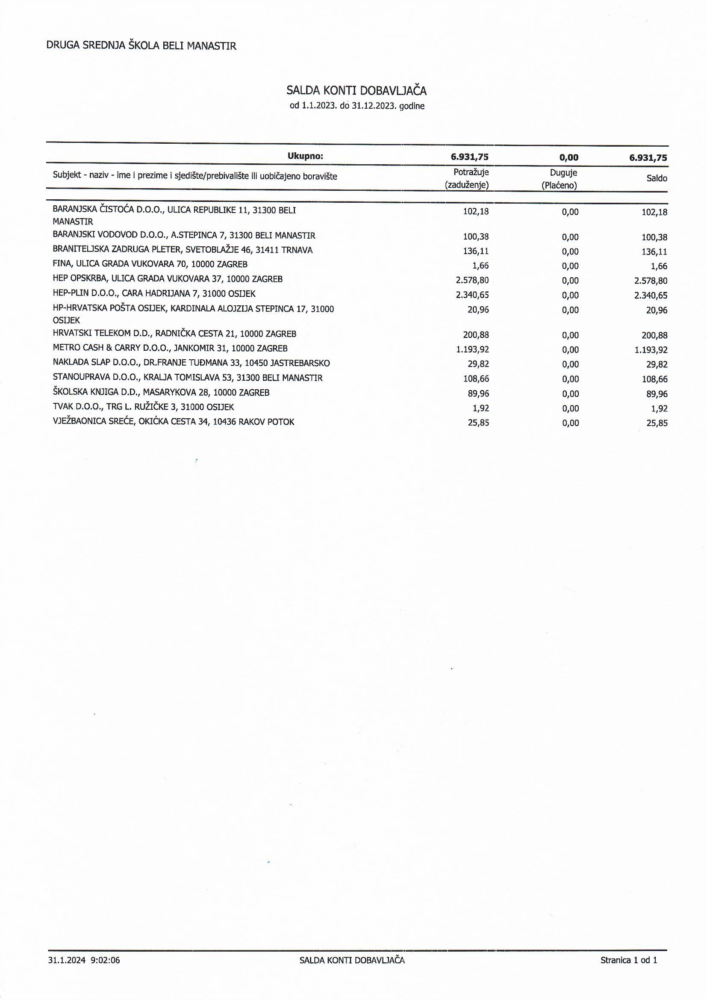 DRUGA SREDNJA ŠKOLA BELI MANASTIR
SALDA KONTI DOBAVLJAČA
od 1.1.2023. do 31.12.2023. godine
Ukupno: 6.931,75 0,00 6.931,75
Subjekt - naziv - ime i prezime i sjedište/prebivalište ili uobičajeno boravište Potražuje (zaduženje) Duguje (Plaćeno) Saldo
BARANJSKA ČISTOĆA D.O.O., ULICA REPUBLIKE 11, 31300 BELI 102,18 0,00 102,18
MANASTIR
BARANJSKI VODOVOD D.O.O., A.STEPINCA 7, 31300 BELI MANASTIR 100,38 0,00 100,38
BRANITELJSKA ZADRUGA PLETER, SVETOBLAŽJE 46, 31411 TRNAVA 136,11 0,00 136,11
FINA, ULICA GRADA VUKOVARA 70, 10000 ZAGREB 1,66 0,00 1,66
HEP OPSKRBA, ULICA GRADA VUKOVARA 37, 10000 ZAGREB 2.578,80 0,00 2.578,80
HEP-PLIN D.O.O., CARA HADRIJANA 7, 31000 OSIJEK 2.340,65 0,00 2.340,65
HP-HRVATSKA POŠTA OSIJEK, KARDINALA ALOJZIJA STEPINCA 17, 31000 20,96 0,00 20,96
OSIJEK
HRVATSKI TELEKOM D.D., RADNIČKA CESTA 21, 10000 ZAGREB 200,88 0,00 200,88
METRO CASH & CARRY D.O.O., JANKOMIR 31, 10000 ZAGREB 1.193,92 0,00 1.193,92
NAKLADA SLAP D.O.O., DR.FRANJE TUĐMANA 33, 10450 JASTREBARSKO 29,82 0,00 29,82
STANOUPRAVA D.O.O., KRALJA TOMISLAVA 53, 31300 BELI MANASTIR 108,66 0,00 108,66
ŠKOLSKA KNJIGA D.D., MASARYKOVA 28, 10000 ZAGREB 89,96 0,00 89,96
TVAK D.O.O., TRG L. RUŽIČKE 3, 31000 OSIJEK 1,92 0,00 1,92
VJEŽBAONICA SREĆE, OKIĆKA CESTA 34, 10436 RAKOV POTOK 25,85 0,00 25,85
31.1.2024 9:02:06 SALDA KONTI DOBAVLJAČA Stranica 1 od 1